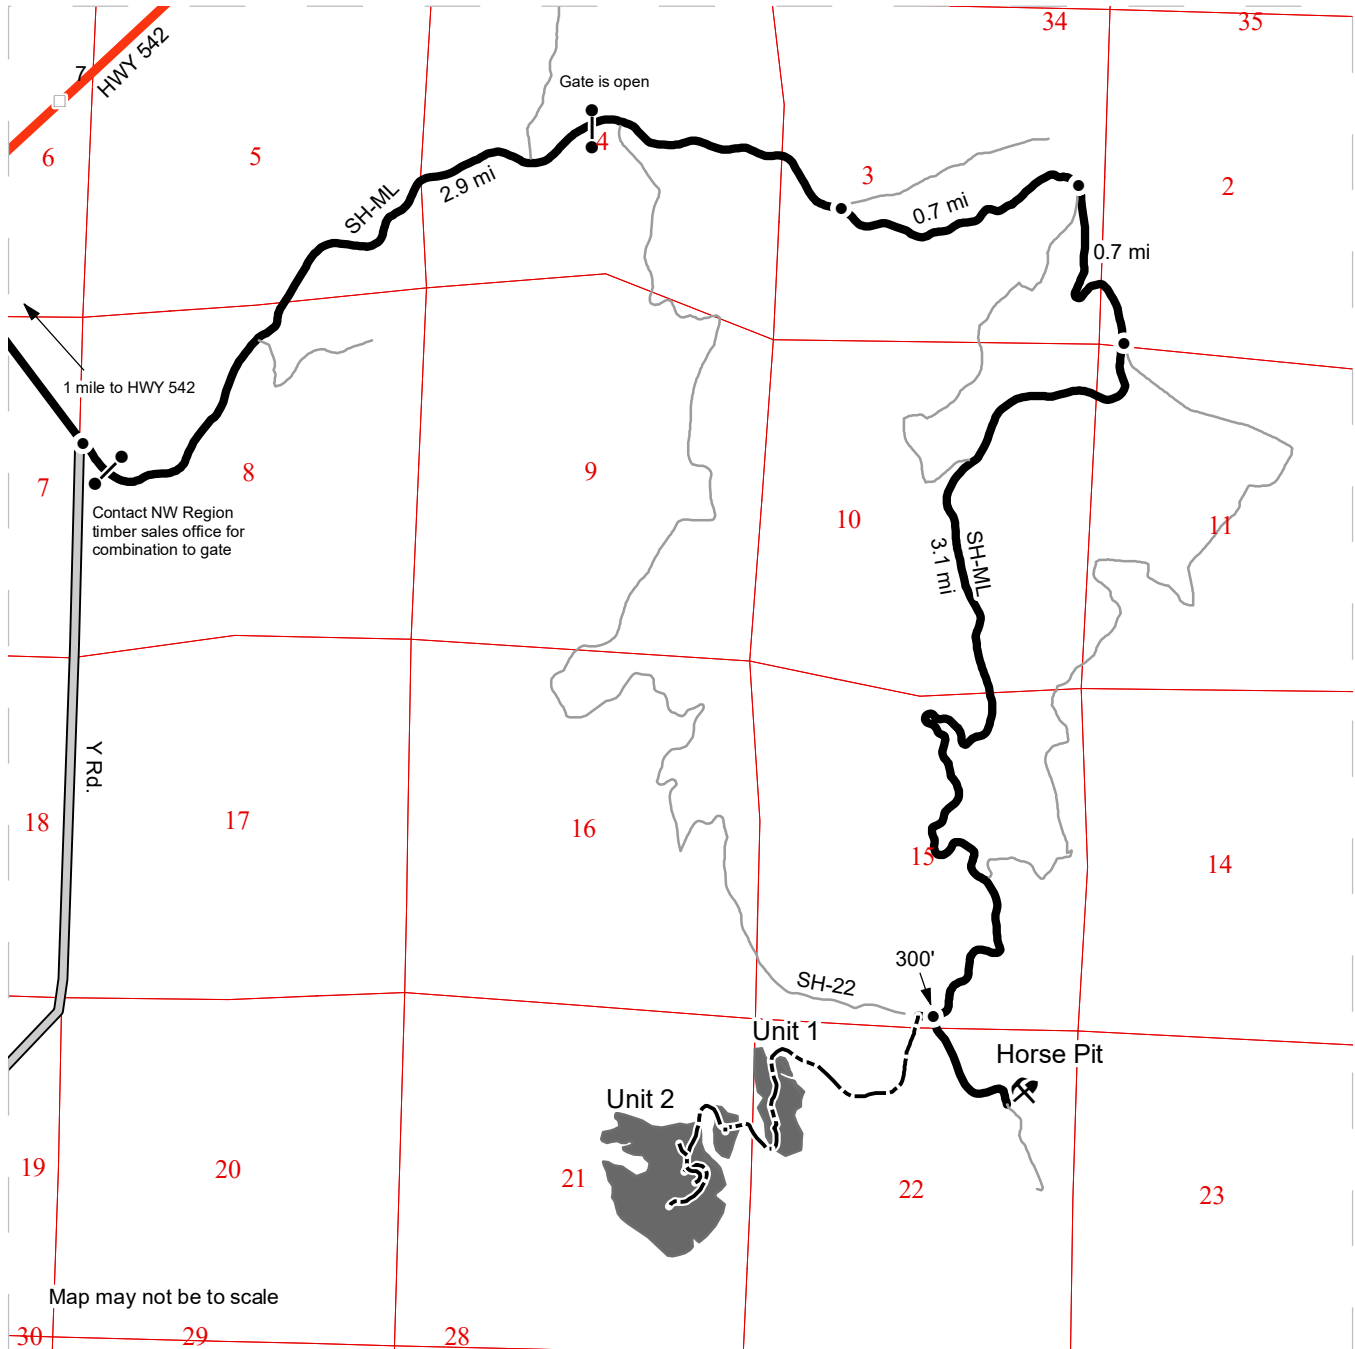 34
35
7
HWY 542
Gate is open
6
5
4
3
2
SH-ML
2.9 mi
0.7 mi
0.7 mi
1 mile to HWY 542
7
8
9
10
11
Contact NW Region
timber sales office for
combination to gate
SH-ML
3.1 mi
Y Rd.
18
17
16
15
14
300'
SH-22
Unit 1
Horse Pit
Unit 2
19
20
21
22
23
Map may not be to scale
30
29
28